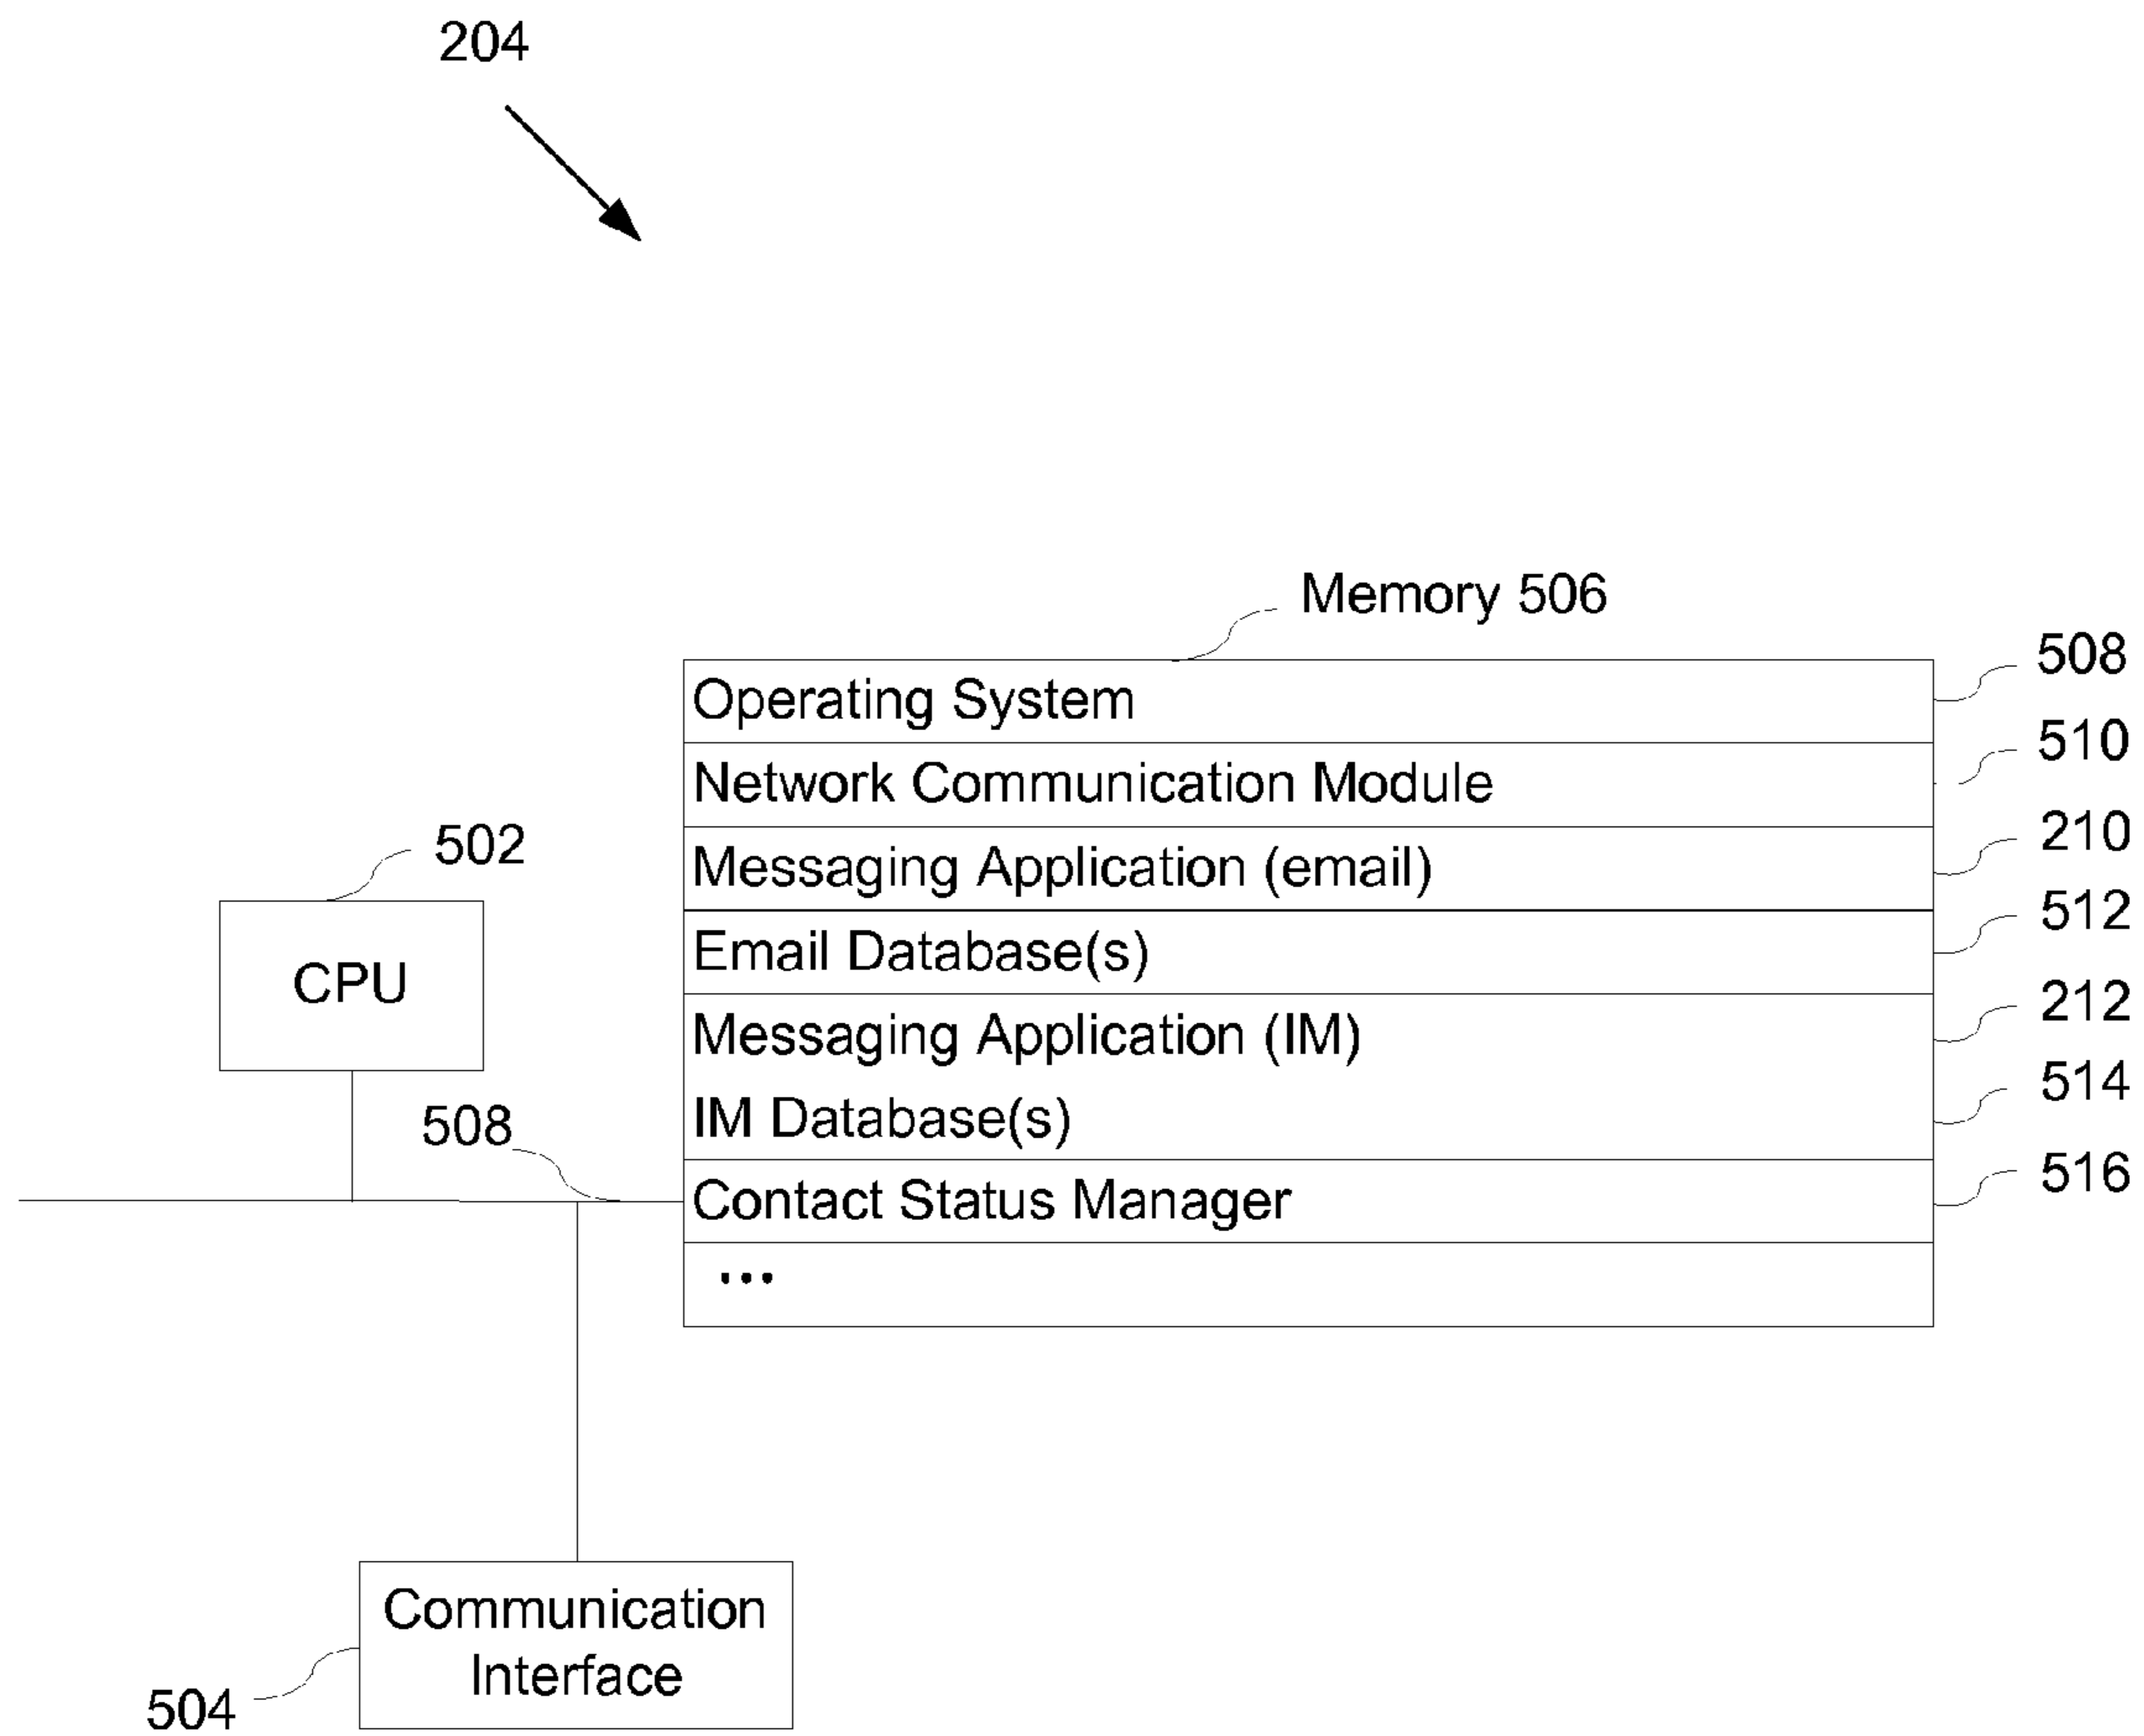 204
Memory 506
Operating System
508
Network Communication Module
510
Messaging Application (email)
210
Email Database(s)
512
Messaging Application (IM)
212
IM Database(s)
514
Contact Status Manager
516
...
502
CPU
508
Communication
Interface
504